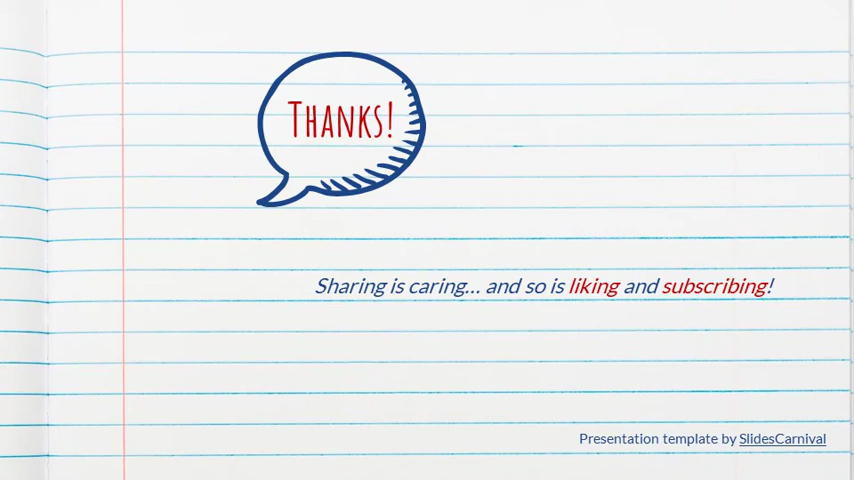 Thanks!
Sharing is caring... and so is liking and subscribing!
Presentation template by SlidesCarnival